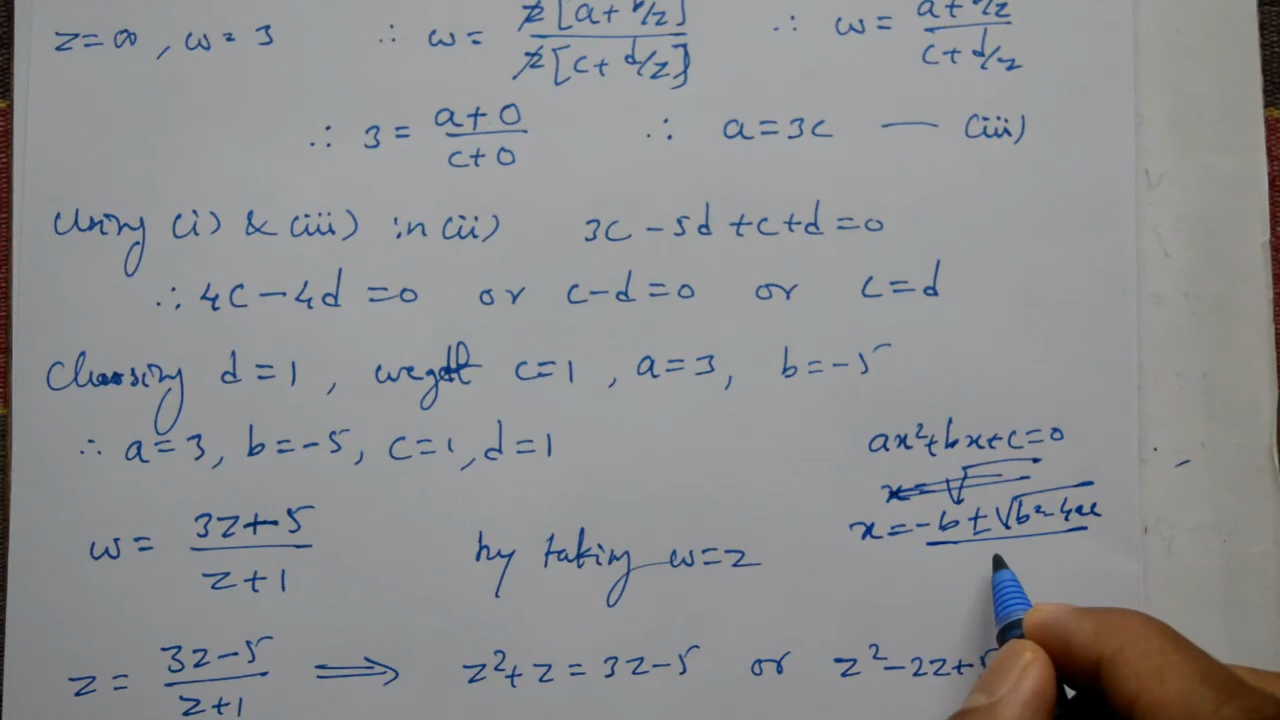 z=∞, w=3 ∴ w= z[a+b/z] / z[c+d/z] ∴ w= a+b/z / c+d/z
∴ 3= a+0 / c+0 ∴ a=3c — (iii)
Using (i) & (iii) in (ii) 3c-5d+c+d=0
∴ 4c-4d=0 or c-d=0 or c=d
Choosing d=1, we get c=1, a=3, b=-5
∴ a=3, b=-5, c=1, d=1
ax²+bx+c=0
x=√
x=-b±√b²-4ac
w= 3z+5 / z+1 by taking w=z
z= 3z-5 / z+1 ⟹ z²+z=3z-5 or z²-2z+5